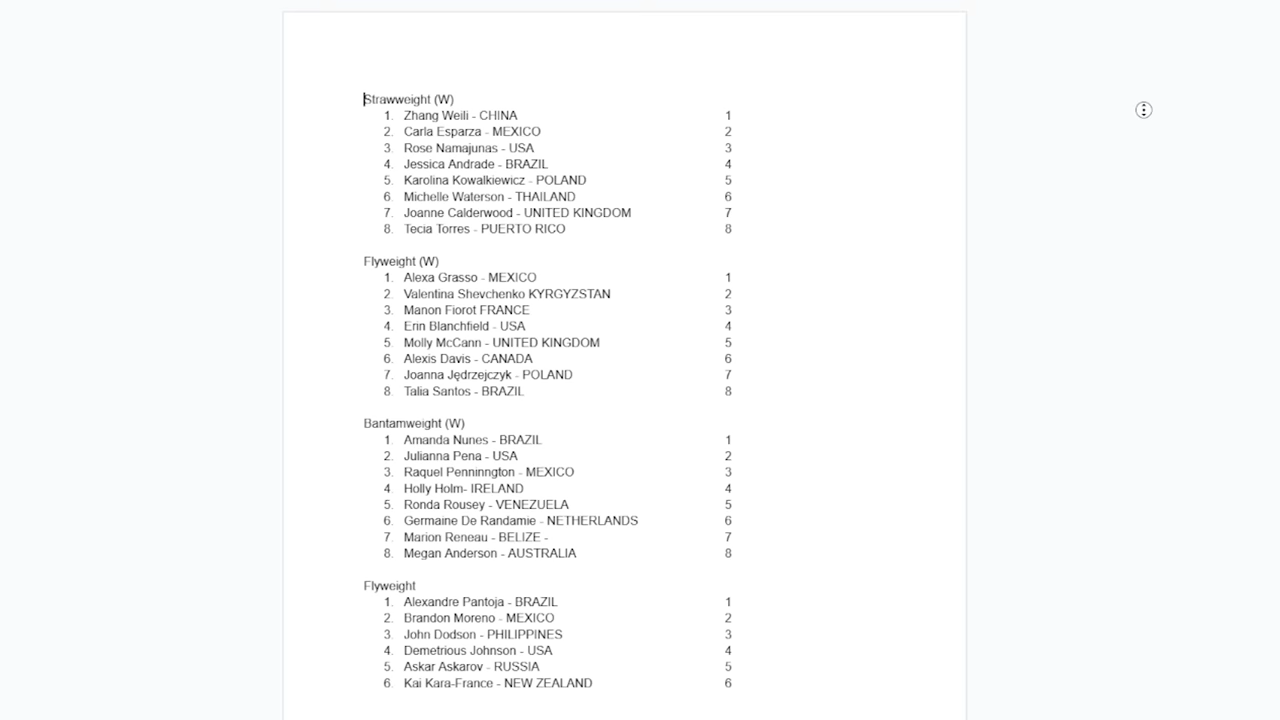 Strawweight (W)
1. Zhang Weili - CHINA 1
2. Carla Esparza - MEXICO 2
3. Rose Namajunas - USA 3
4. Jessica Andrade - BRAZIL 4
5. Karolina Kowalkiewicz - POLAND 5
6. Michelle Waterson - THAILAND 6
7. Joanne Calderwood - UNITED KINGDOM 7
8. Tecia Torres - PUERTO RICO 8
Flyweight (W)
1. Alexa Grasso - MEXICO 1
2. Valentina Shevchenko KYRGYZSTAN 2
3. Manon Fiorot FRANCE 3
4. Erin Blanchfield - USA 4
5. Molly McCann - UNITED KINGDOM 5
6. Alexis Davis - CANADA 6
7. Joanna Jędrzejczyk - POLAND 7
8. Talia Santos - BRAZIL 8
Bantamweight (W)
1. Amanda Nunes - BRAZIL 1
2. Julianna Pena - USA 2
3. Raquel Penninngton - MEXICO 3
4. Holly Holm- IRELAND 4
5. Ronda Rousey - VENEZUELA 5
6. Germaine De Randamie - NETHERLANDS 6
7. Marion Reneau - BELIZE - 7
8. Megan Anderson - AUSTRALIA 8
Flyweight
1. Alexandre Pantoja - BRAZIL 1
2. Brandon Moreno - MEXICO 2
3. John Dodson - PHILIPPINES 3
4. Demetrious Johnson - USA 4
5. Askar Askarov - RUSSIA 5
6. Kai Kara-France - NEW ZEALAND 6